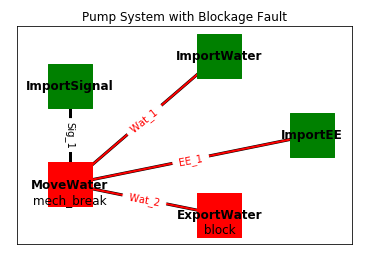 Pump System with Blockage Fault
ImportWater
ImportSignal
Wat_1
Sig_1
ImportEE
EE_1
MoveWater
mech_break
Wat_2
ExportWater
block